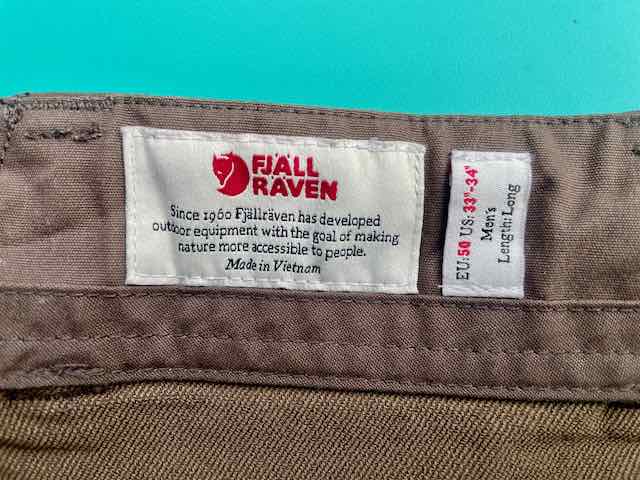 FJÄLL
RÄVEN
Since 1960 Fjällräven has developed
outdoor equipment with the goal of making
nature more accessible to people.
Made in Vietnam
EU:50 US:33"-34"
Men's
Length: Long